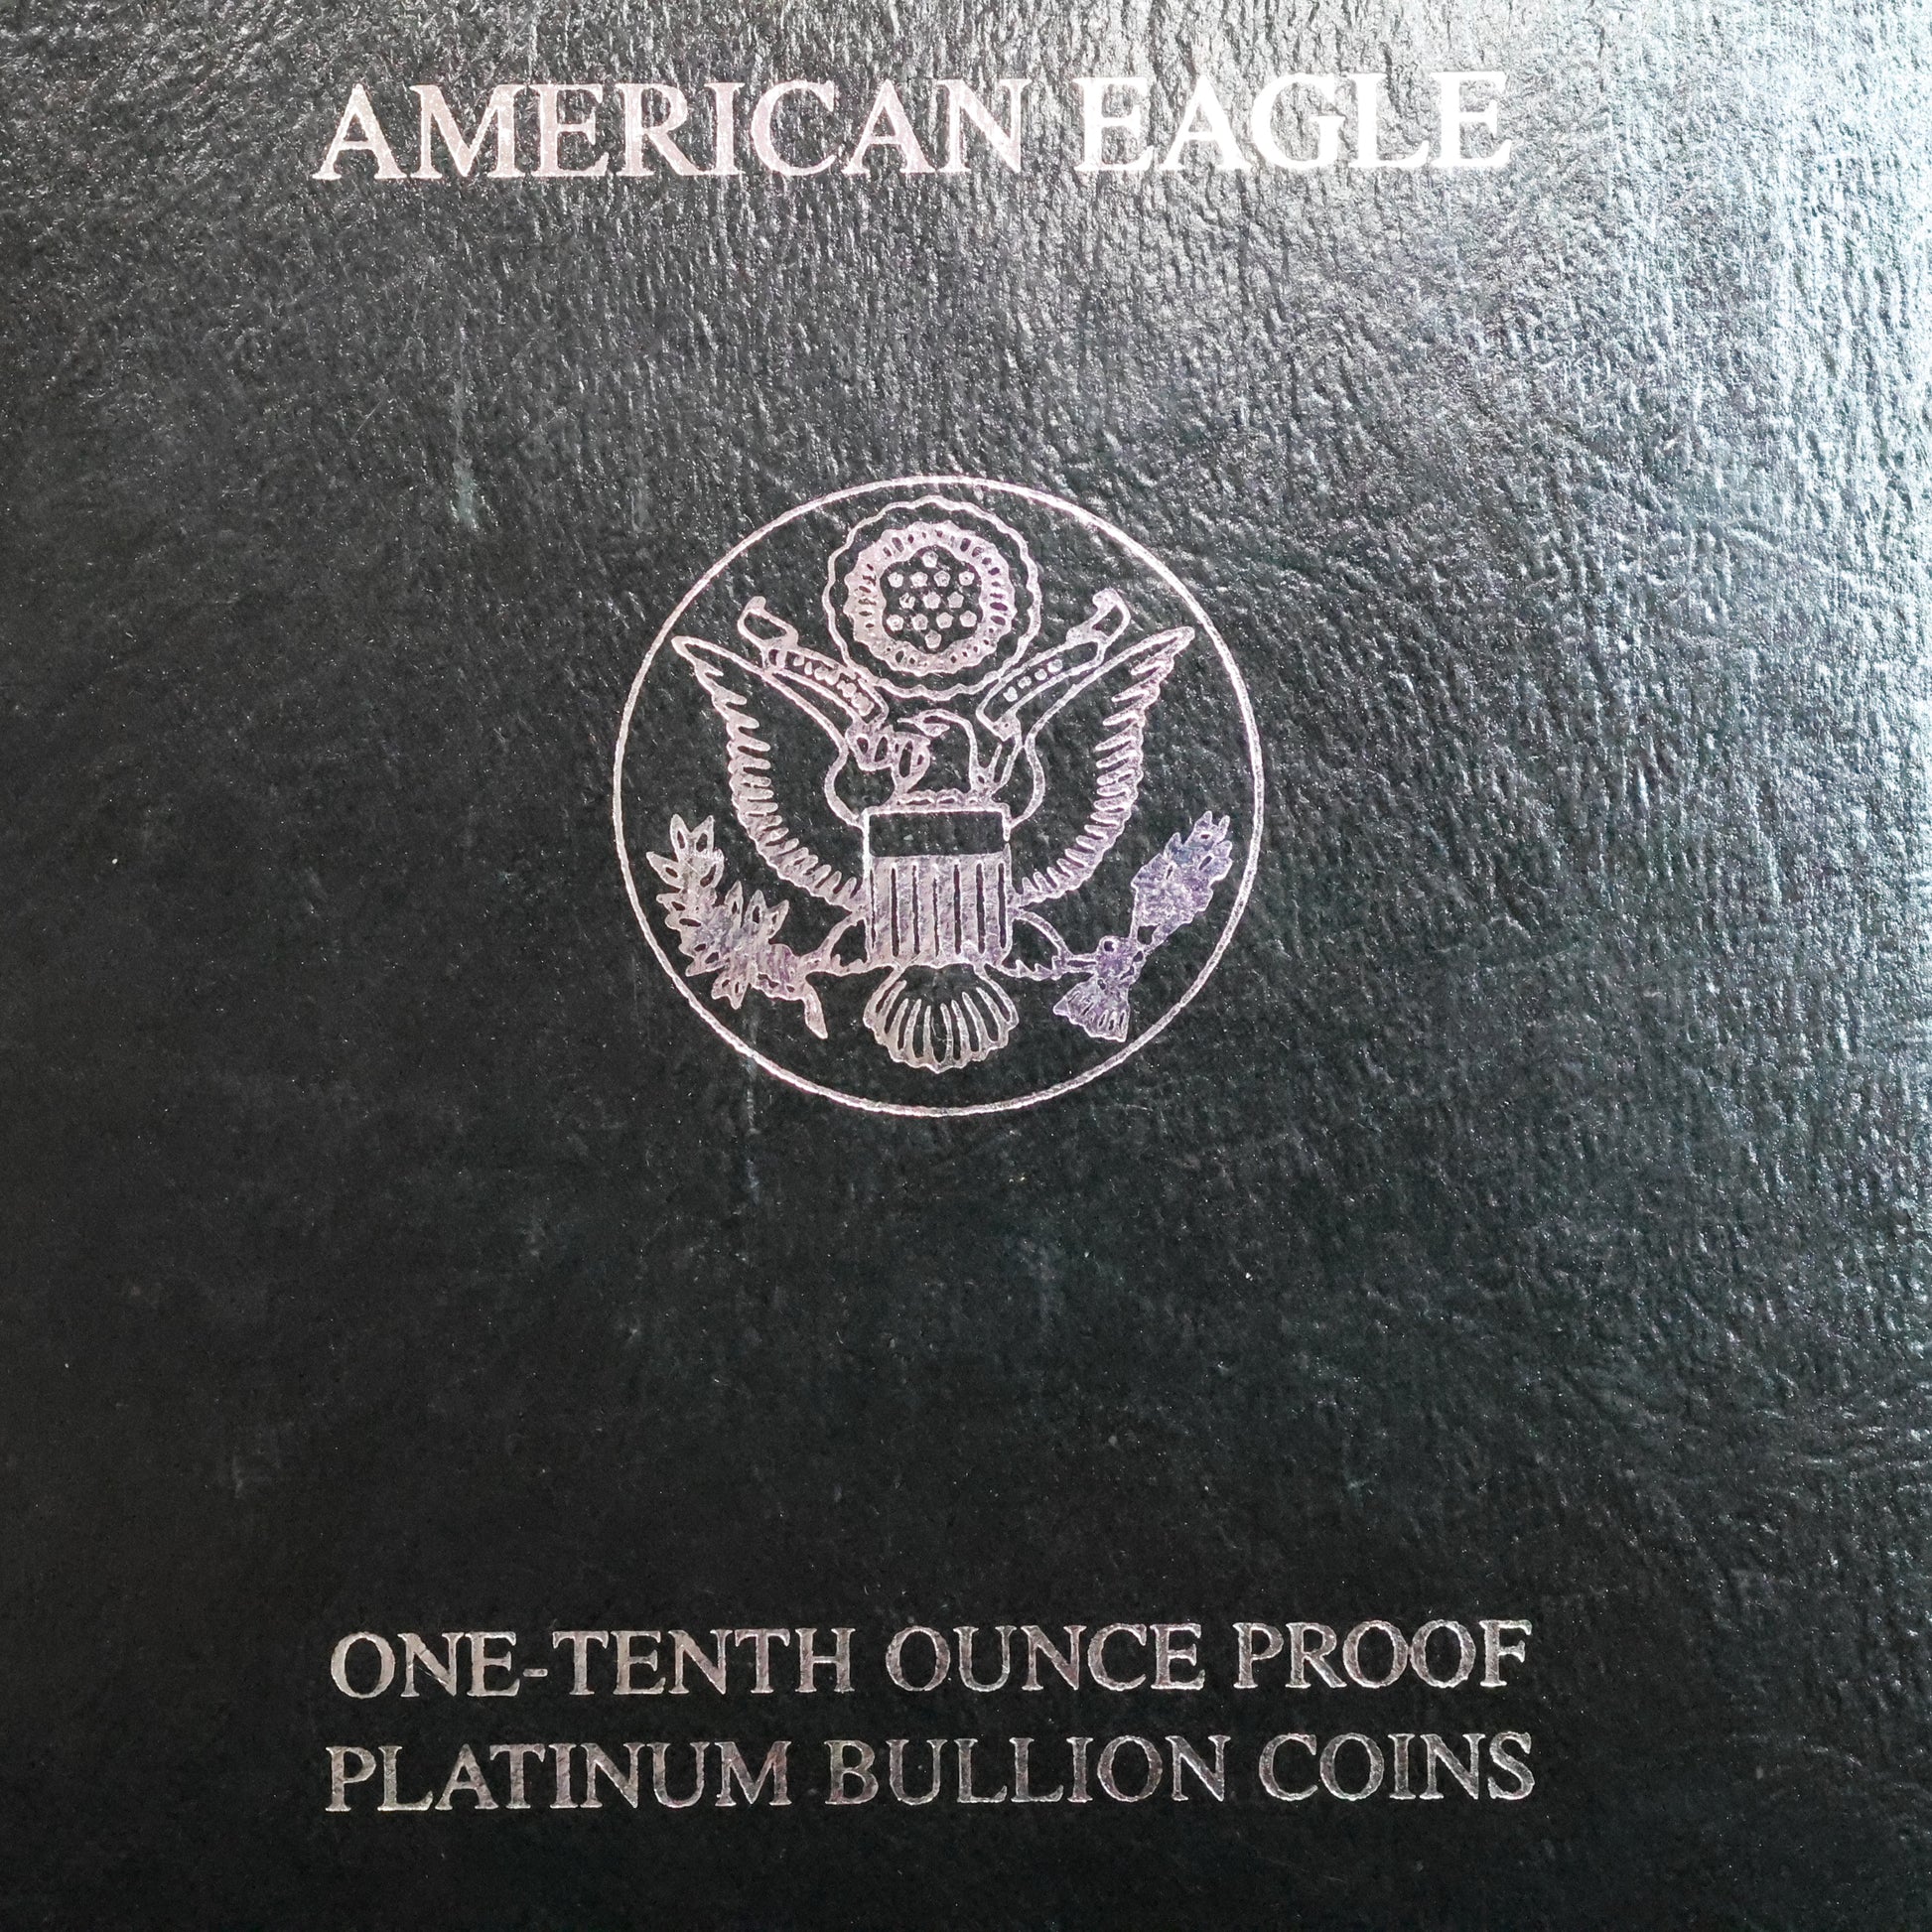 AMERICAN EAGLE
ONE-TENTH OUNCE PROOF
PLATINUM BULLION COINS